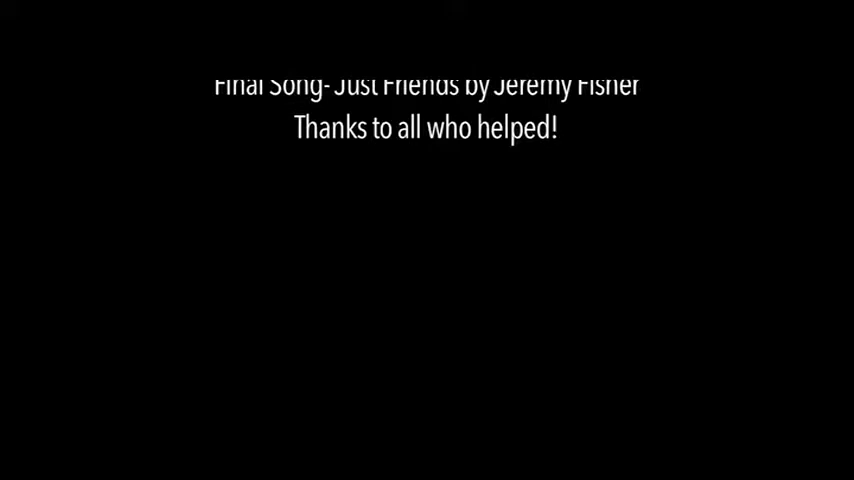 Final Song- Just Friends by Jeremy Fisher
Thanks to all who helped!